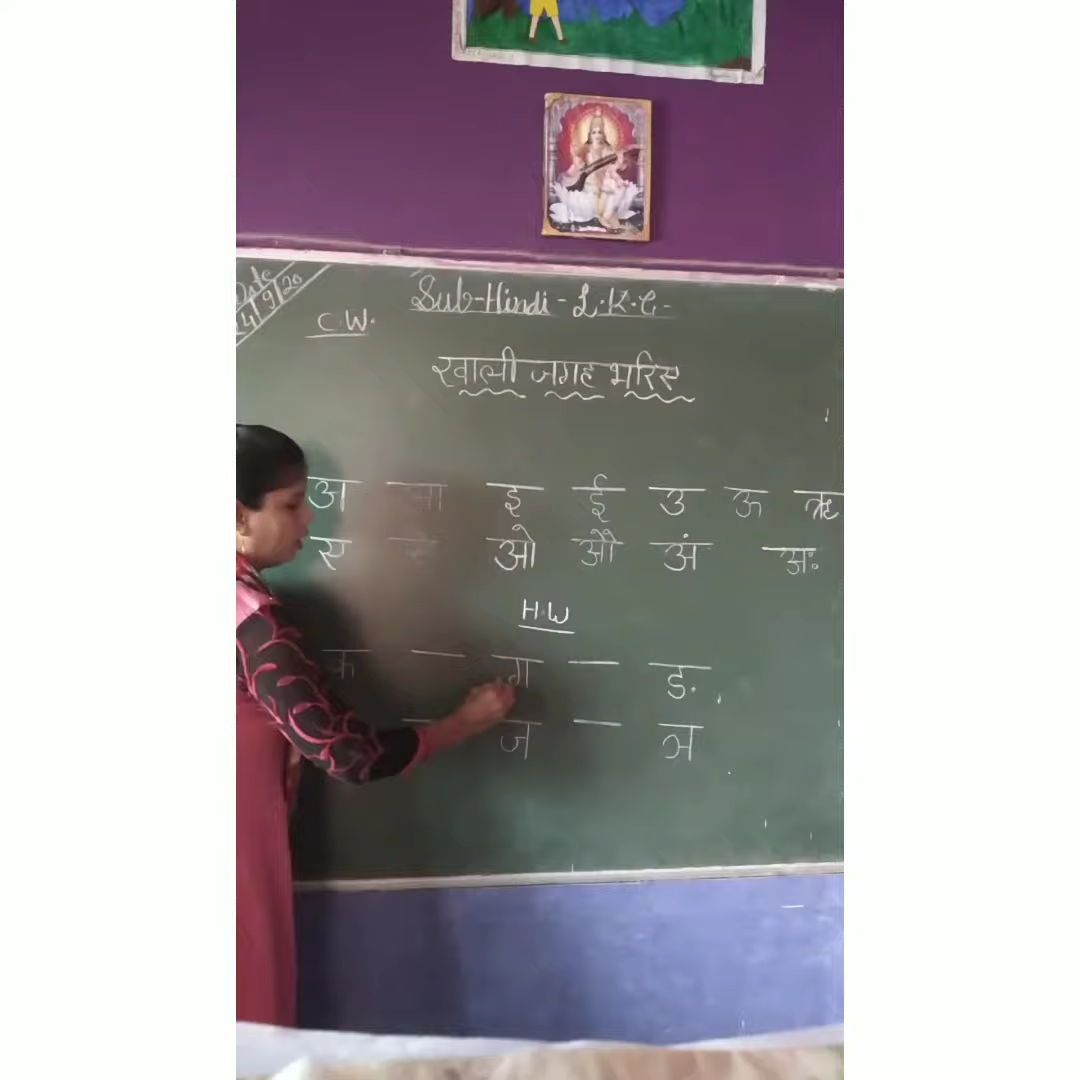 Date
4/9/20
Sub-Hindi-L.K.G-
C.W.
खाली जगह भरिए
अ आ इ ई उ ऊ ऋ
ए ऐ ओ औ अं अः
H.W
क — ग — ङ
— ज — ञ